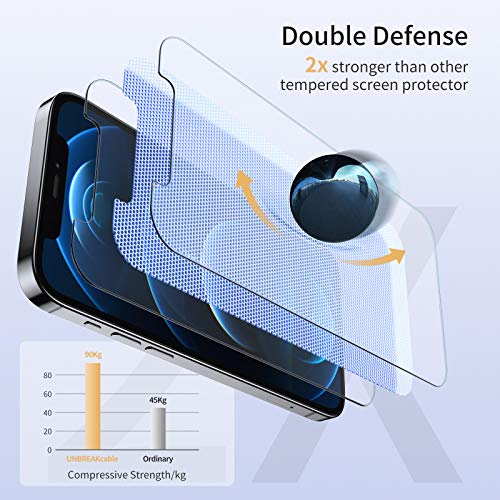 Double Defense
2x stronger than other
tempered screen protector
90Kg
80
60
45Kg
40
20
0
UNBREAKcable
Ordinary
Compressive Strength/kg